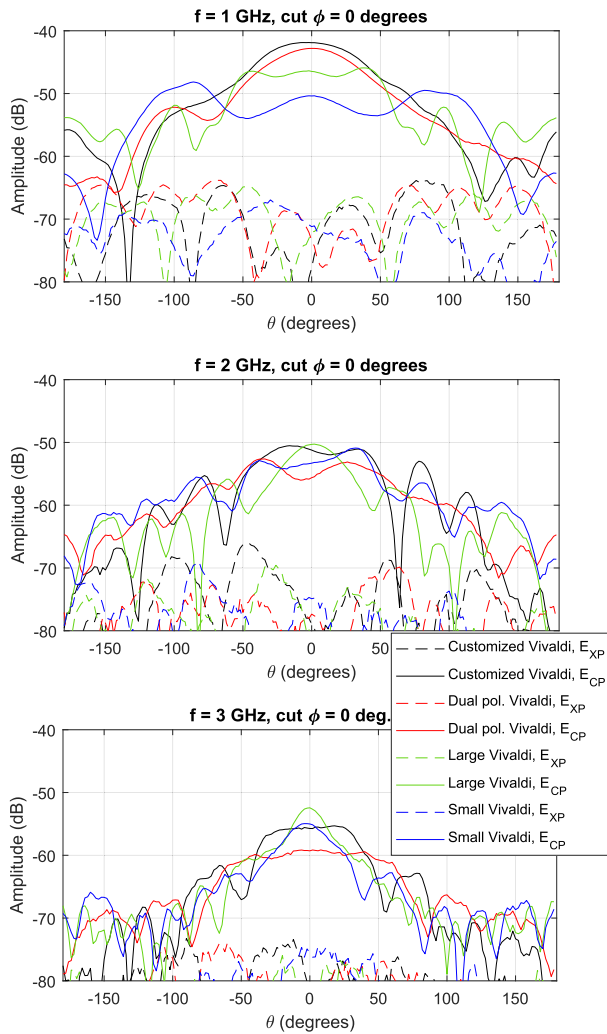 f = 1 GHz, cut ϕ = 0 degrees
-40
-50
-60
-70
-80
Amplitude (dB)
-150 -100 -50 0 50 100 150
θ (degrees)
f = 2 GHz, cut ϕ = 0 degrees
-40
-50
-60
-70
-80
Amplitude (dB)
-150 -100 -50 0 50 100 150
θ (degrees)
Customized Vivaldi, E_XP
Customized Vivaldi, E_CP
Dual pol. Vivaldi, E_XP
Dual pol. Vivaldi, E_CP
Large Vivaldi, E_XP
Large Vivaldi, E_CP
Small Vivaldi, E_XP
Small Vivaldi, E_CP
f = 3 GHz, cut ϕ = 0 deg.
-40
-50
-60
-70
-80
Amplitude (dB)
-150 -100 -50 0 50 100 150
θ (degrees)